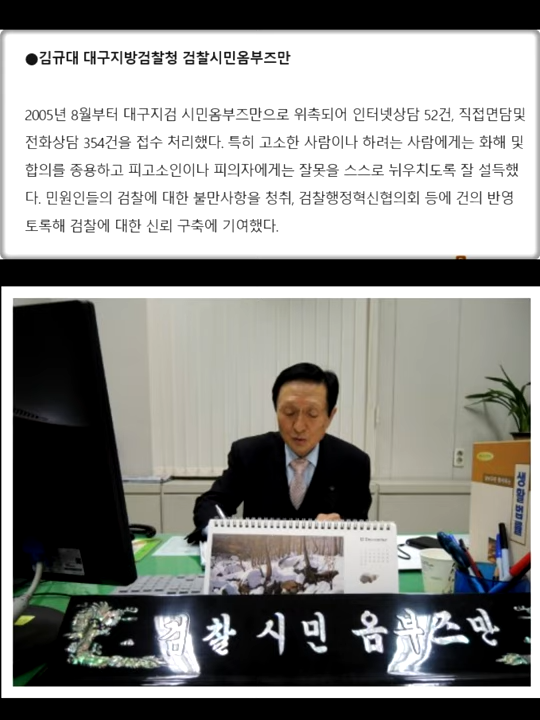 ●김규대 대구지방검찰청 검찰시민옴부즈만
2005년 8월부터 대구지검 시민옴부즈만으로 위촉되어 인터넷상담 52건, 직접면담및
전화상담 354건을 접수 처리했다. 특히 고소한 사람이나 하려는 사람에게는 화해 및
합의를 종용하고 피고소인이나 피의자에게는 잘못을 스스로 뉘우치도록 잘 설득했
다. 민원인들의 검찰에 대한 불만사항을 청취, 검찰행정혁신협의회 등에 건의 반영
토록해 검찰에 대한 신뢰 구축에 기여했다.
생활법률
12 December
검찰시민 옴부즈만